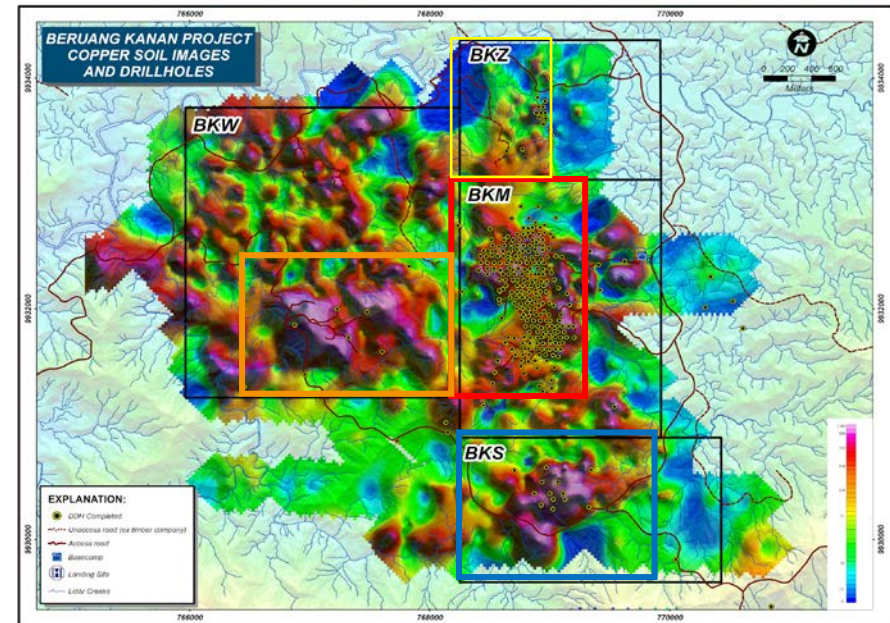 BERUANG KANAN PROJECT
COPPER SOIL IMAGES
AND DRILLHOLES
766000
768000
770000
N
0 200 400 600
Meters
9934000
9934000
BKZ
BKW
BKM
9932000
9932000
BKS
9930000
9930000
EXPLANATION:
DDH Completed
Unaccess road (ex timber company)
Access road
Basecamp
Landing Site
Lidar Creeks
766000
768000
770000